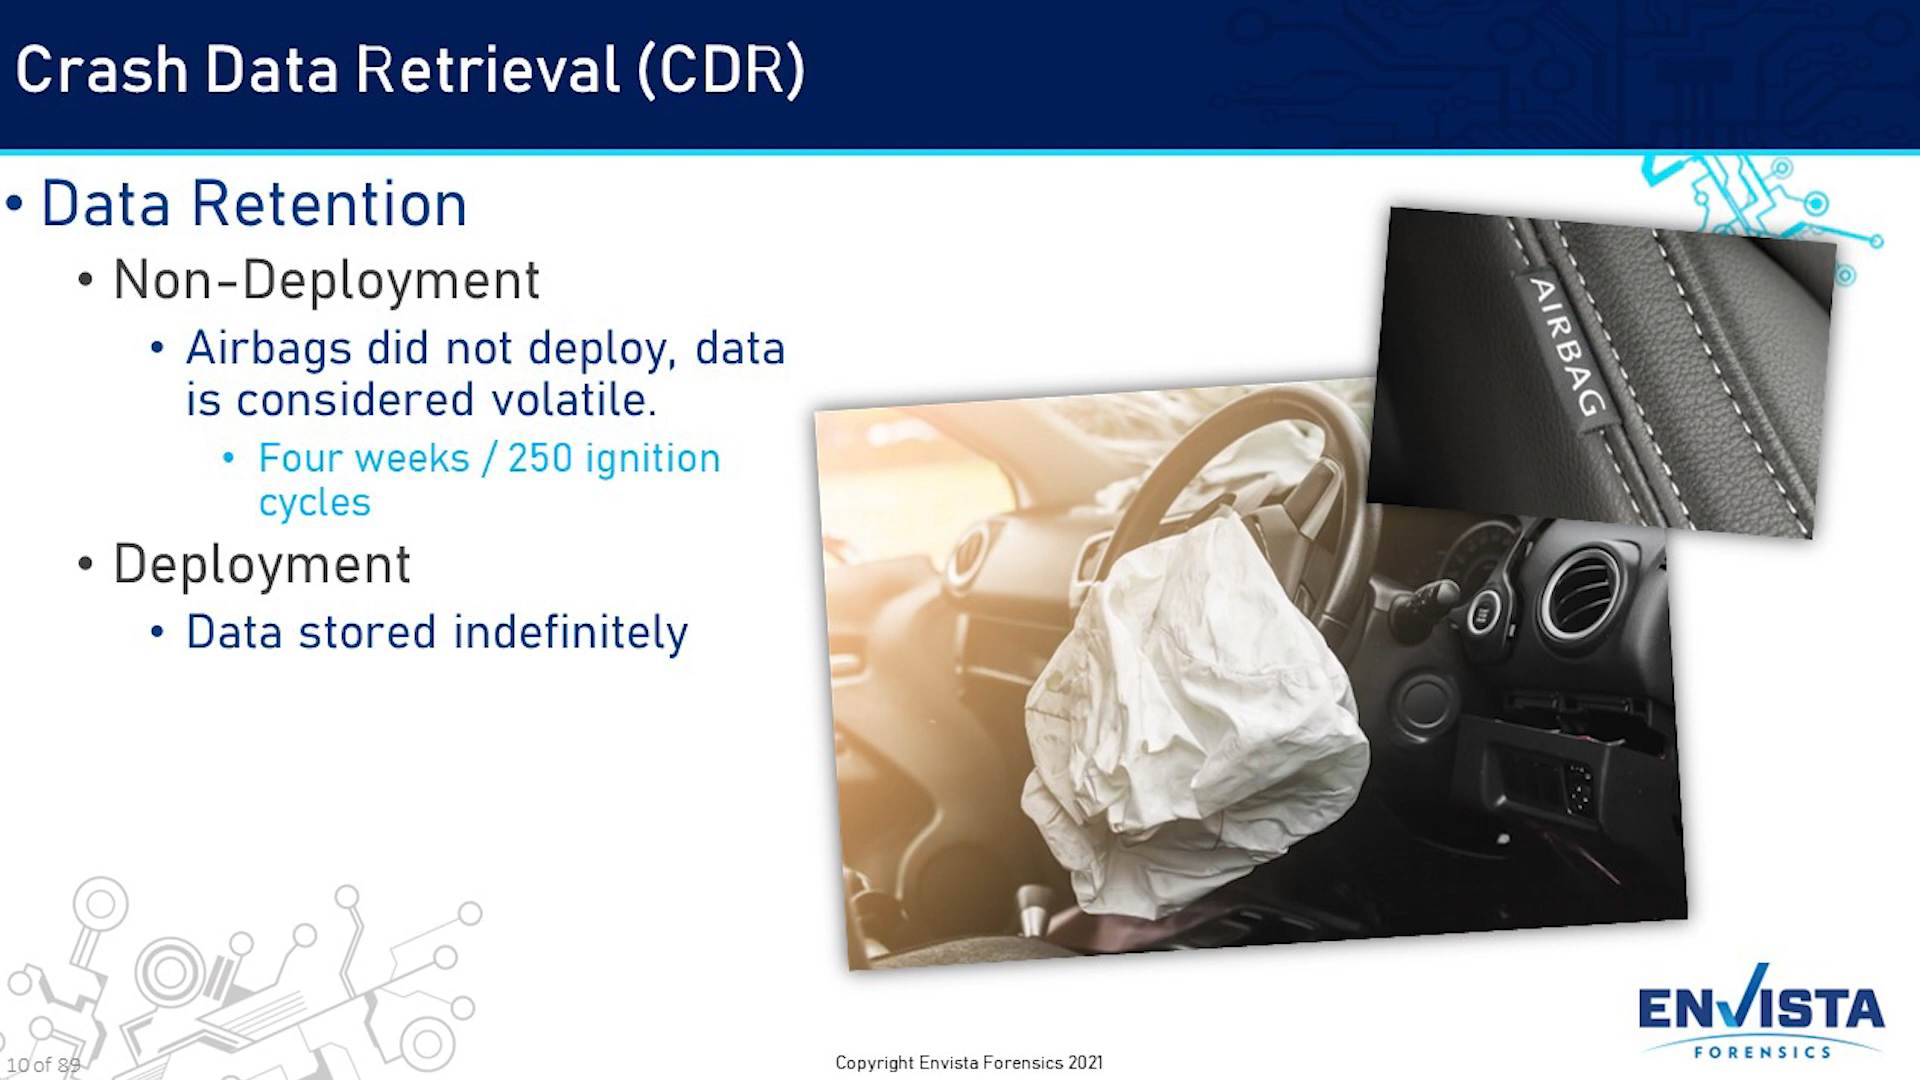 Crash Data Retrieval (CDR)
• Data Retention
• Non-Deployment
• Airbags did not deploy, data
is considered volatile.
• Four weeks / 250 ignition
cycles
• Deployment
• Data stored indefinitely
AIRBAG
ENVISTA
FORENSICS
10 of 89
Copyright Envista Forensics 2021